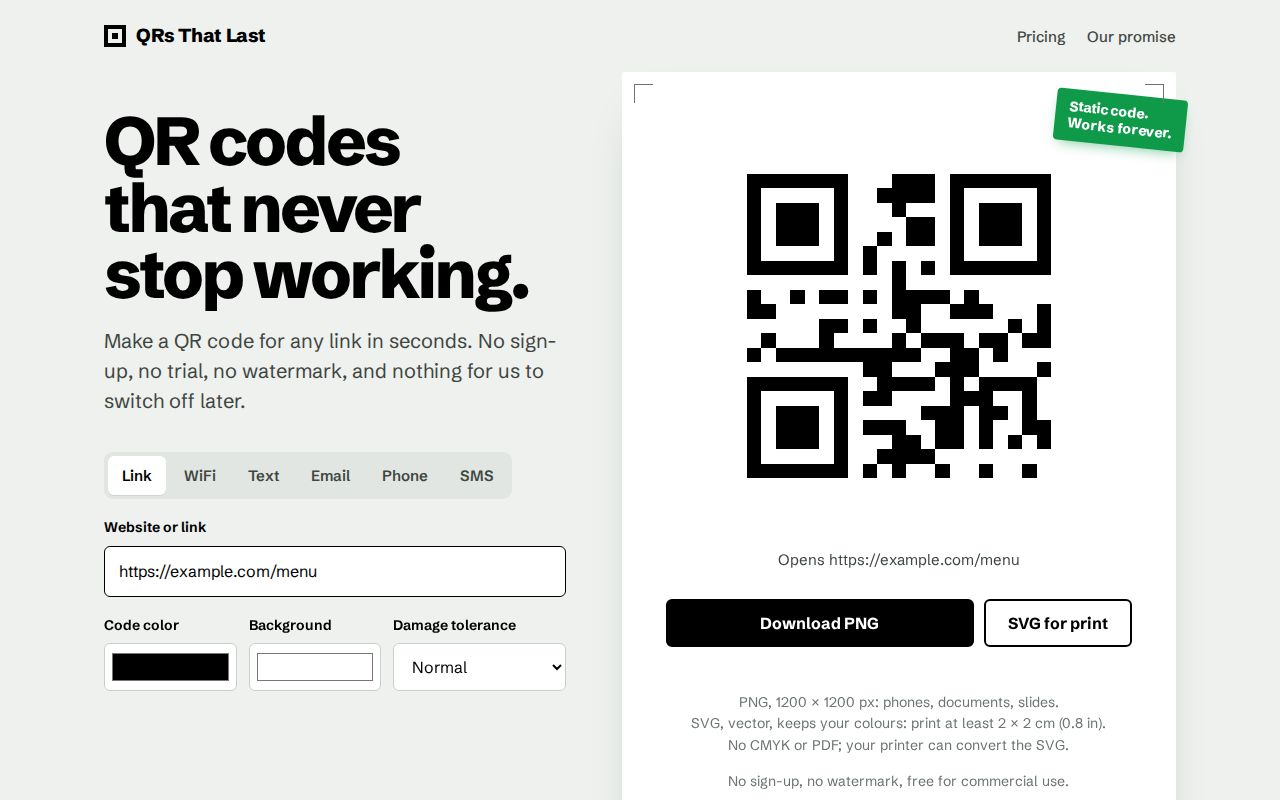 QRs That Last
Pricing
Our promise
QR codes
that never
stop working.
Make a QR code for any link in seconds. No sign-
up, no trial, no watermark, and nothing for us to
switch off later.
Link
WiFi
Text
Email
Phone
SMS
Website or link
https://example.com/menu
Code color
Background
Damage tolerance
Normal
Static code.
Works forever.
Opens https://example.com/menu
Download PNG
SVG for print
PNG, 1200 × 1200 px: phones, documents, slides.
SVG, vector, keeps your colours: print at least 2 × 2 cm (0.8 in).
No CMYK or PDF; your printer can convert the SVG.
No sign-up, no watermark, free for commercial use.